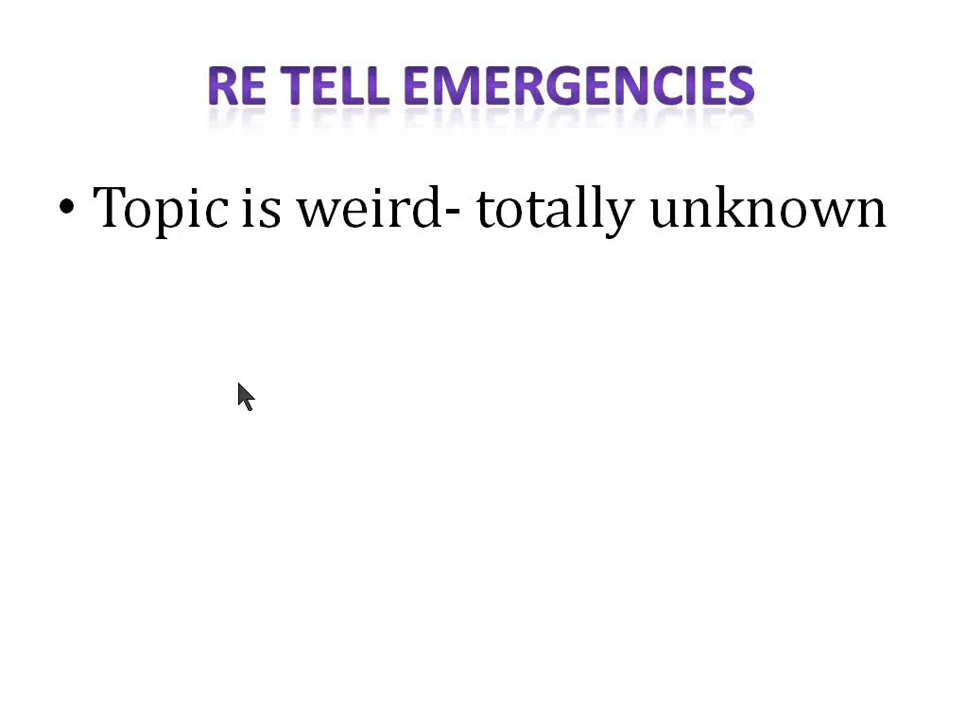 RE TELL EMERGENCIES
• Topic is weird- totally unknown